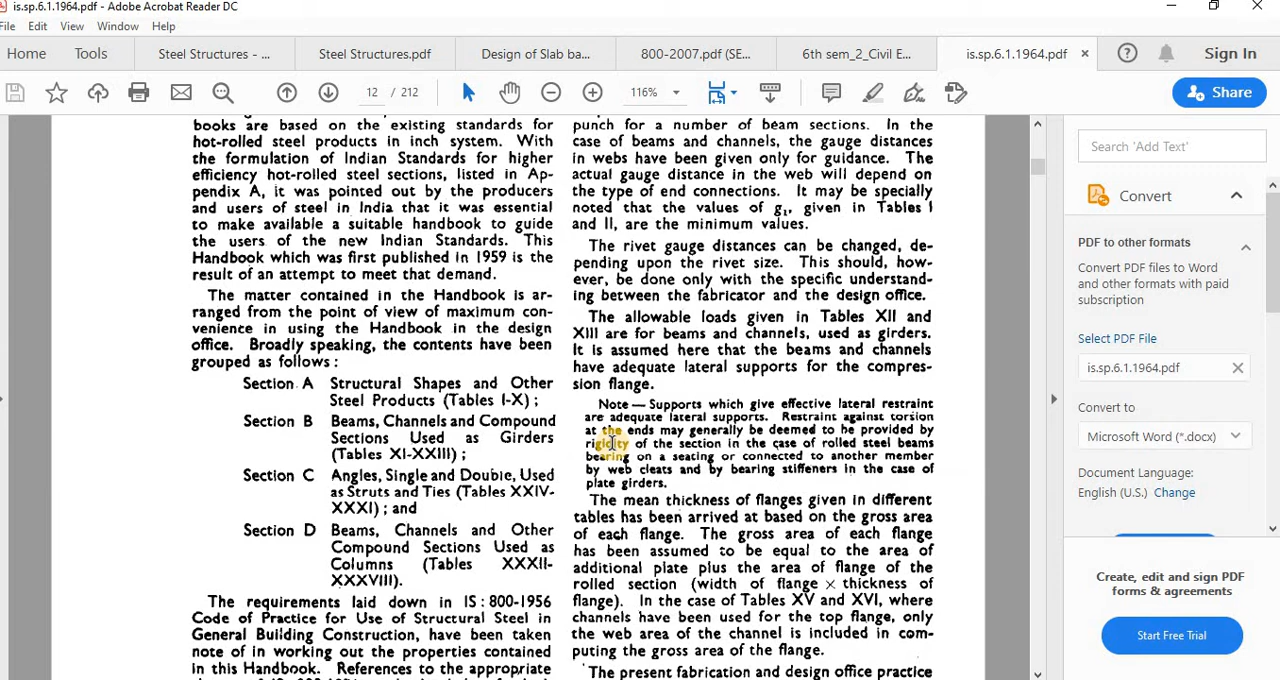 is.sp.6.1.1964.pdf - Adobe Acrobat Reader DC
File Edit View Window Help
Home Tools Steel Structures - ... Steel Structures.pdf Design of Slab ba... 800-2007.pdf (SE... 6th sem_2_Civil E... is.sp.6.1.1964.pdf × Sign In
12 / 212 116% Share
books are based on the existing standards for
hot-rolled steel products in inch system. With
the formulation of Indian Standards for higher
efficiency hot-rolled steel sections, listed in Ap-
pendix A, it was pointed out by the producers
and users of steel in India that it was essential
to make available a suitable handbook to guide
the users of the new Indian Standards. This
Handbook which was first published in 1959 is the
result of an attempt to meet that demand.
The matter contained in the Handbook is ar-
ranged from the point of view of maximum con-
venience in using the Handbook in the design
office. Broadly speaking, the contents have been
grouped as follows :
Section A Structural Shapes and Other
Steel Products (Tables I-X) ;
Section B Beams, Channels and Compound
Sections Used as Girders
(Tables XI-XXIII) ;
Section C Angles, Single and Double, Used
as Struts and Ties (Tables XXIV-
XXXI) ; and
Section D Beams, Channels and Other
Compound Sections Used as
Columns (Tables XXXII-
XXXVIII).
The requirements laid down in IS : 800-1956
Code of Practice for Use of Structural Steel in
General Building Construction, have been taken
note of in working out the properties contained
in this Handbook. References to the appropriate
punch for a number of beam sections. In the
case of beams and channels, the gauge distances
in webs have been given only for guidance. The
actual gauge distance in the web will depend on
the type of end connections. It may be specially
noted that the values of g₁, given in Tables I
and II, are the minimum values.
The rivet gauge distances can be changed, de-
pending upon the rivet size. This should, how-
ever, be done only with the specific understand-
ing between the fabricator and the design office.
The allowable loads given in Tables XII and
XIII are for beams and channels, used as girders.
It is assumed here that the beams and channels
have adequate lateral supports for the compres-
sion flange.
Note — Supports which give effective lateral restraint
are adequate lateral supports. Restraint against torsion
at the ends may generally be deemed to be provided by
rigidity of the section in the case of rolled steel beams
bearing on a seating or connected to another member
by web cleats and by bearing stiffeners in the case of
plate girders.
The mean thickness of flanges given in different
tables has been arrived at based on the gross area
of each flange. The gross area of each flange
has been assumed to be equal to the area of
additional plate plus the area of flange of the
rolled section (width of flange × thickness of
flange). In the case of Tables XV and XVI, where
channels have been used for the top flange, only
the web area of the channel is included in com-
puting the gross area of the flange.
The present fabrication and design office practice
Search 'Add Text'
Convert
PDF to other formats
Convert PDF files to Word
and other formats with paid
subscription
Select PDF File
is.sp.6.1.1964.pdf
Convert to
Microsoft Word (*.docx)
Document Language:
English (U.S.) Change
Create, edit and sign PDF
forms & agreements
Start Free Trial